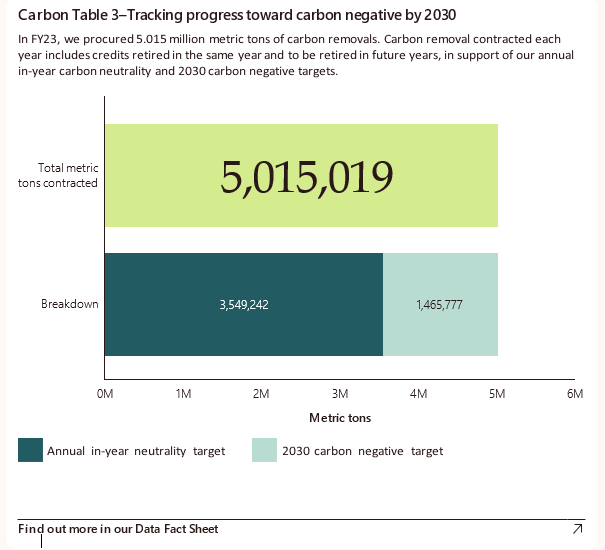 Carbon Table 3–Tracking progress toward carbon negative by 2030
In FY23, we procured 5.015 million metric tons of carbon removals. Carbon removal contracted each
year includes credits retired in the same year and to be retired in future years, in support of our annual
in-year carbon neutrality and 2030 carbon negative targets.
Total metric
tons contracted
5,015,019
Breakdown
3,549,242
1,465,777
0M 1M 2M 3M 4M 5M 6M
Metric tons
Annual in-year neutrality target
2030 carbon negative target
Find out more in our Data Fact Sheet